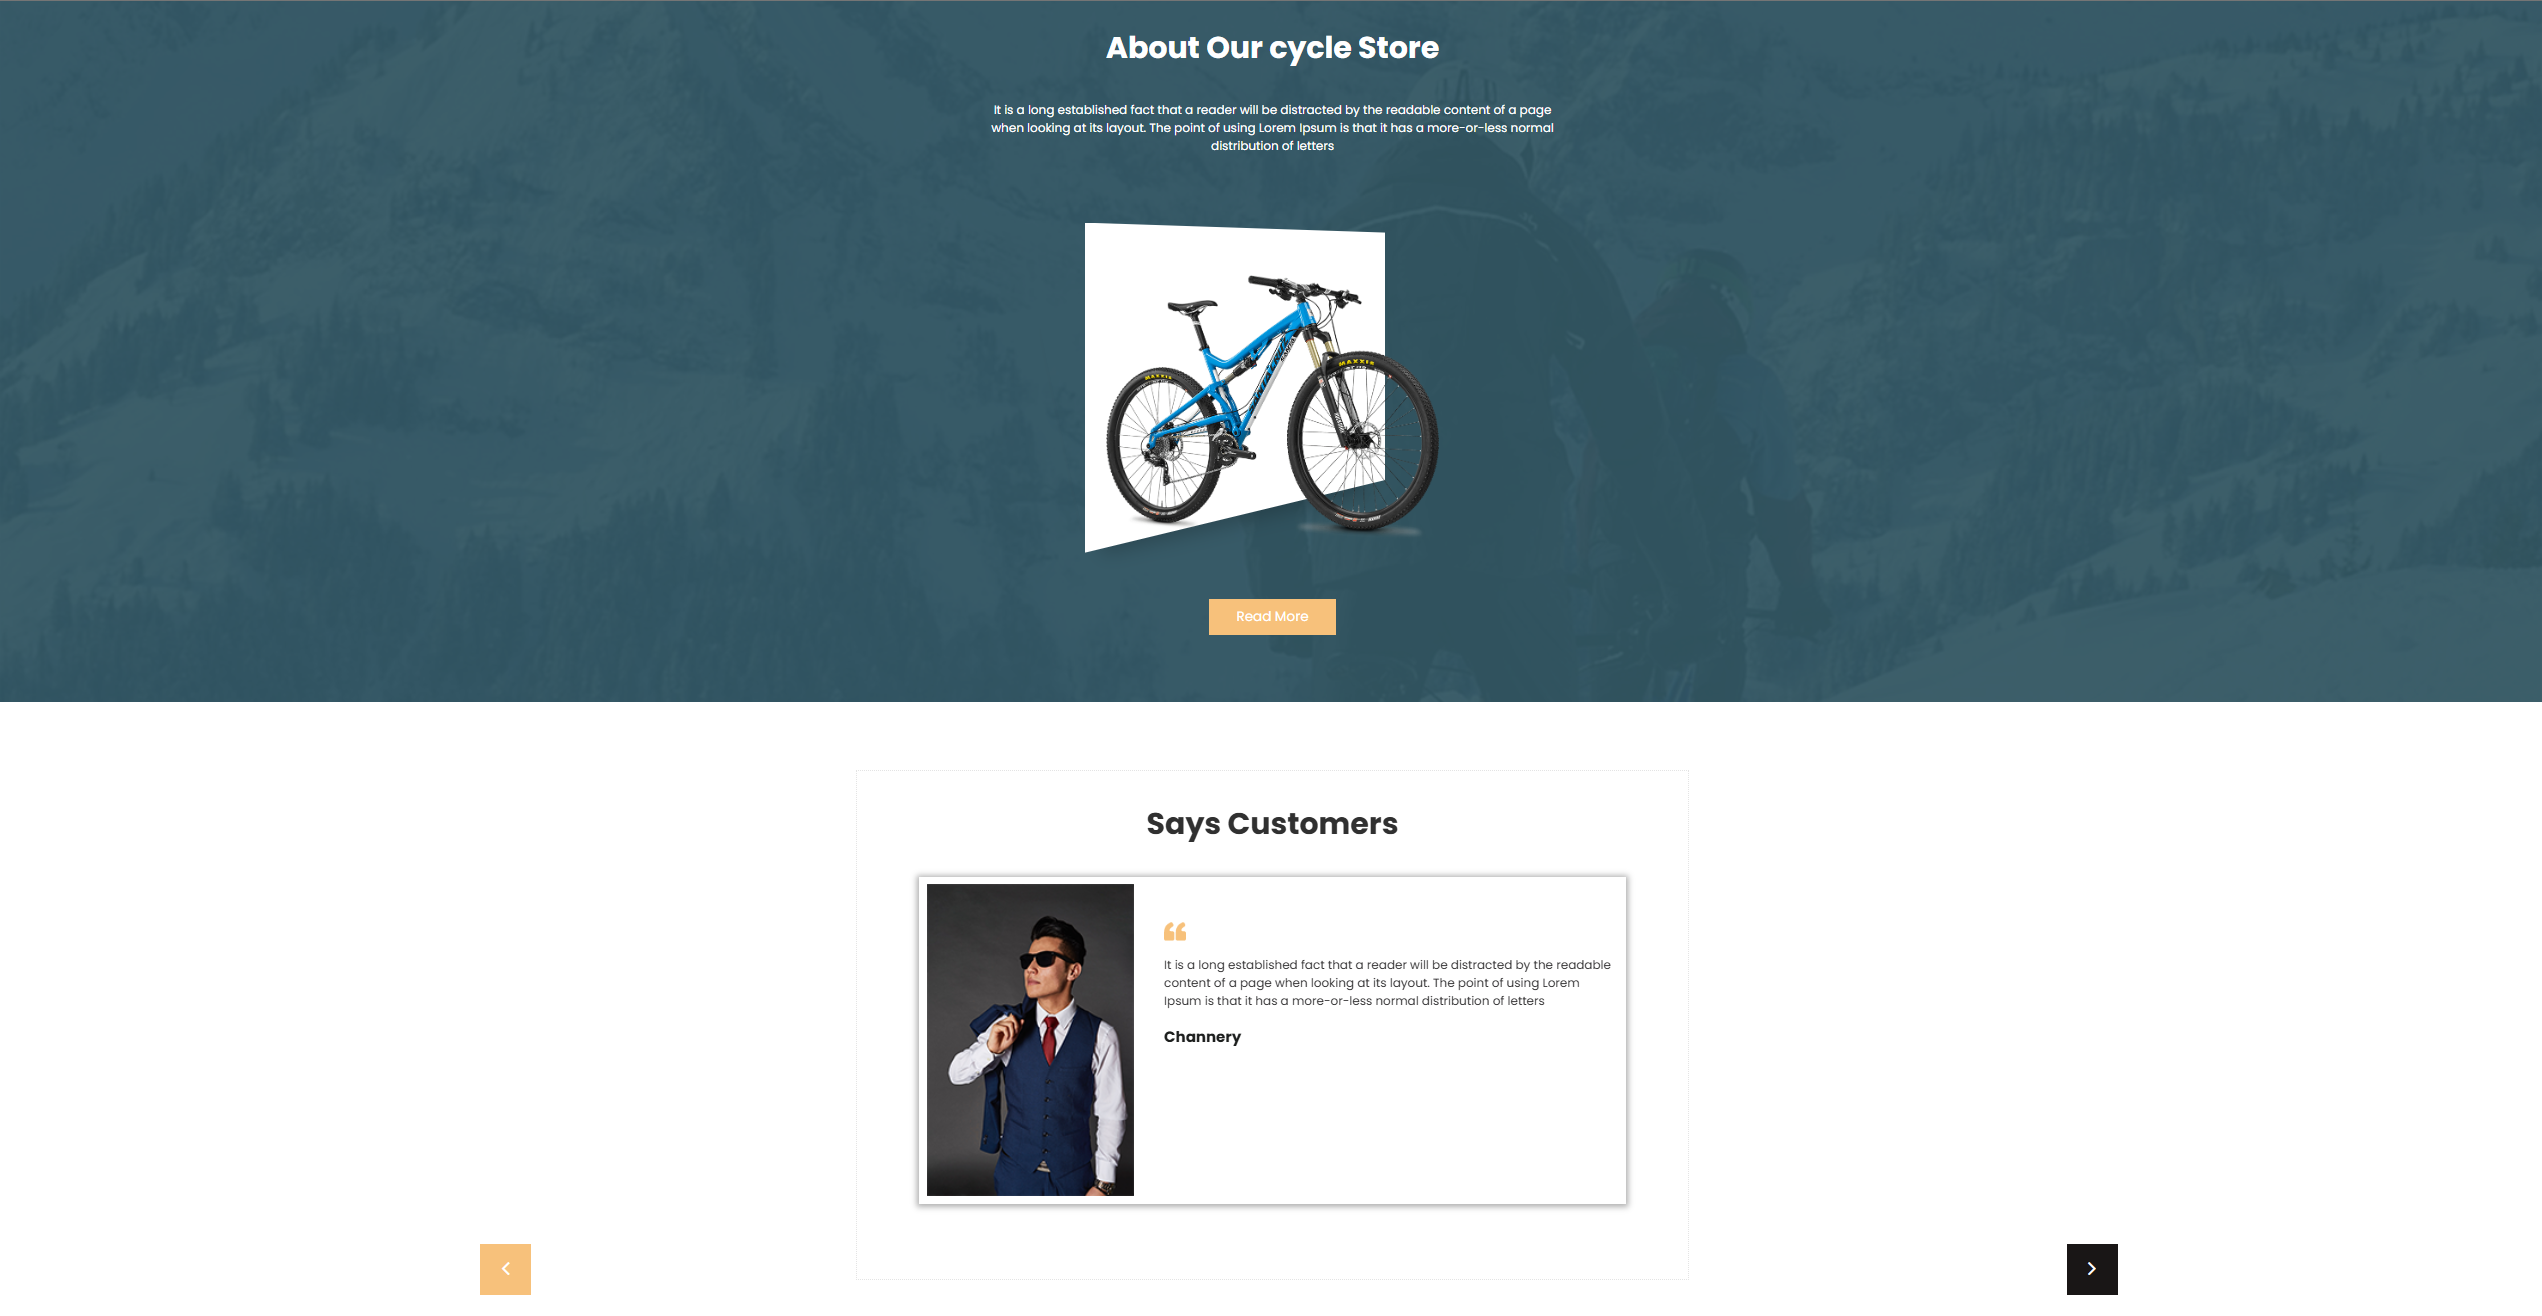 About Our cycle Store
It is a long established fact that a reader will be distracted by the readable content of a page
when looking at its layout. The point of using Lorem Ipsum is that it has a more-or-less normal
distribution of letters
MAXXIS
MAXXIS
Read More
Says Customers
It is a long established fact that a reader will be distracted by the readable
content of a page when looking at its layout. The point of using Lorem
Ipsum is that it has a more-or-less normal distribution of letters
Channery